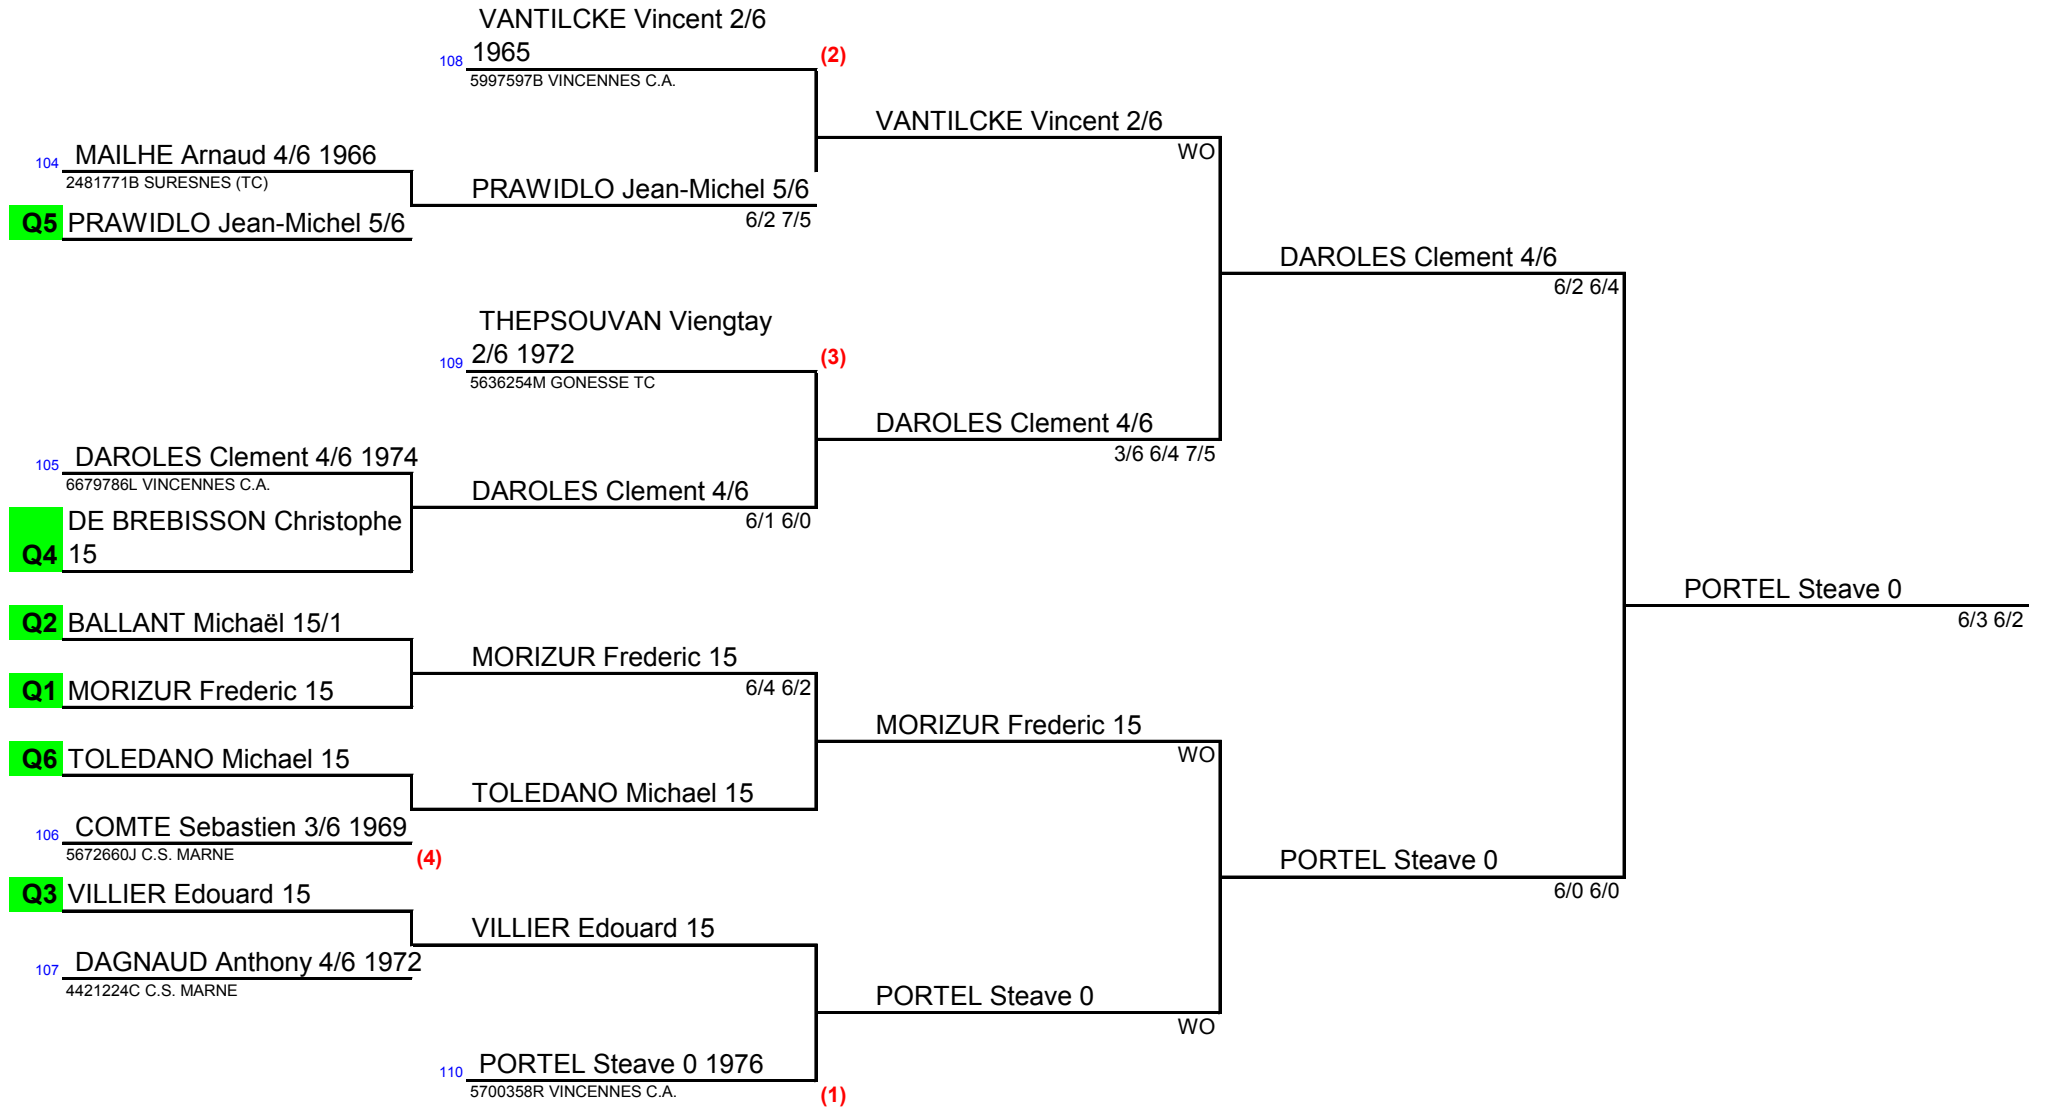 VANTILCKE Vincent 2/6
108 1965 (2)
5997597B VINCENNES C.A.
VANTILCKE Vincent 2/6
WO
104 MAILHE Arnaud 4/6 1966
2481771B SURESNES (TC)
PRAWIDLO Jean-Michel 5/6
6/2 7/5
Q5 PRAWIDLO Jean-Michel 5/6
DAROLES Clement 4/6
6/2 6/4
THEPSOUVAN Viengtay
109 2/6 1972 (3)
5636254M GONESSE TC
DAROLES Clement 4/6
3/6 6/4 7/5
105 DAROLES Clement 4/6 1974
6679786L VINCENNES C.A.
DAROLES Clement 4/6
6/1 6/0
DE BREBISSON Christophe
Q4 15
PORTEL Steave 0
6/3 6/2
Q2 BALLANT Michaël 15/1
MORIZUR Frederic 15
6/4 6/2
Q1 MORIZUR Frederic 15
MORIZUR Frederic 15
WO
Q6 TOLEDANO Michael 15
TOLEDANO Michael 15
106 COMTE Sebastien 3/6 1969
5672660J C.S. MARNE (4)
PORTEL Steave 0
6/0 6/0
Q3 VILLIER Edouard 15
VILLIER Edouard 15
107 DAGNAUD Anthony 4/6 1972
4421224C C.S. MARNE
PORTEL Steave 0
WO
110 PORTEL Steave 0 1976
5700358R VINCENNES C.A. (1)